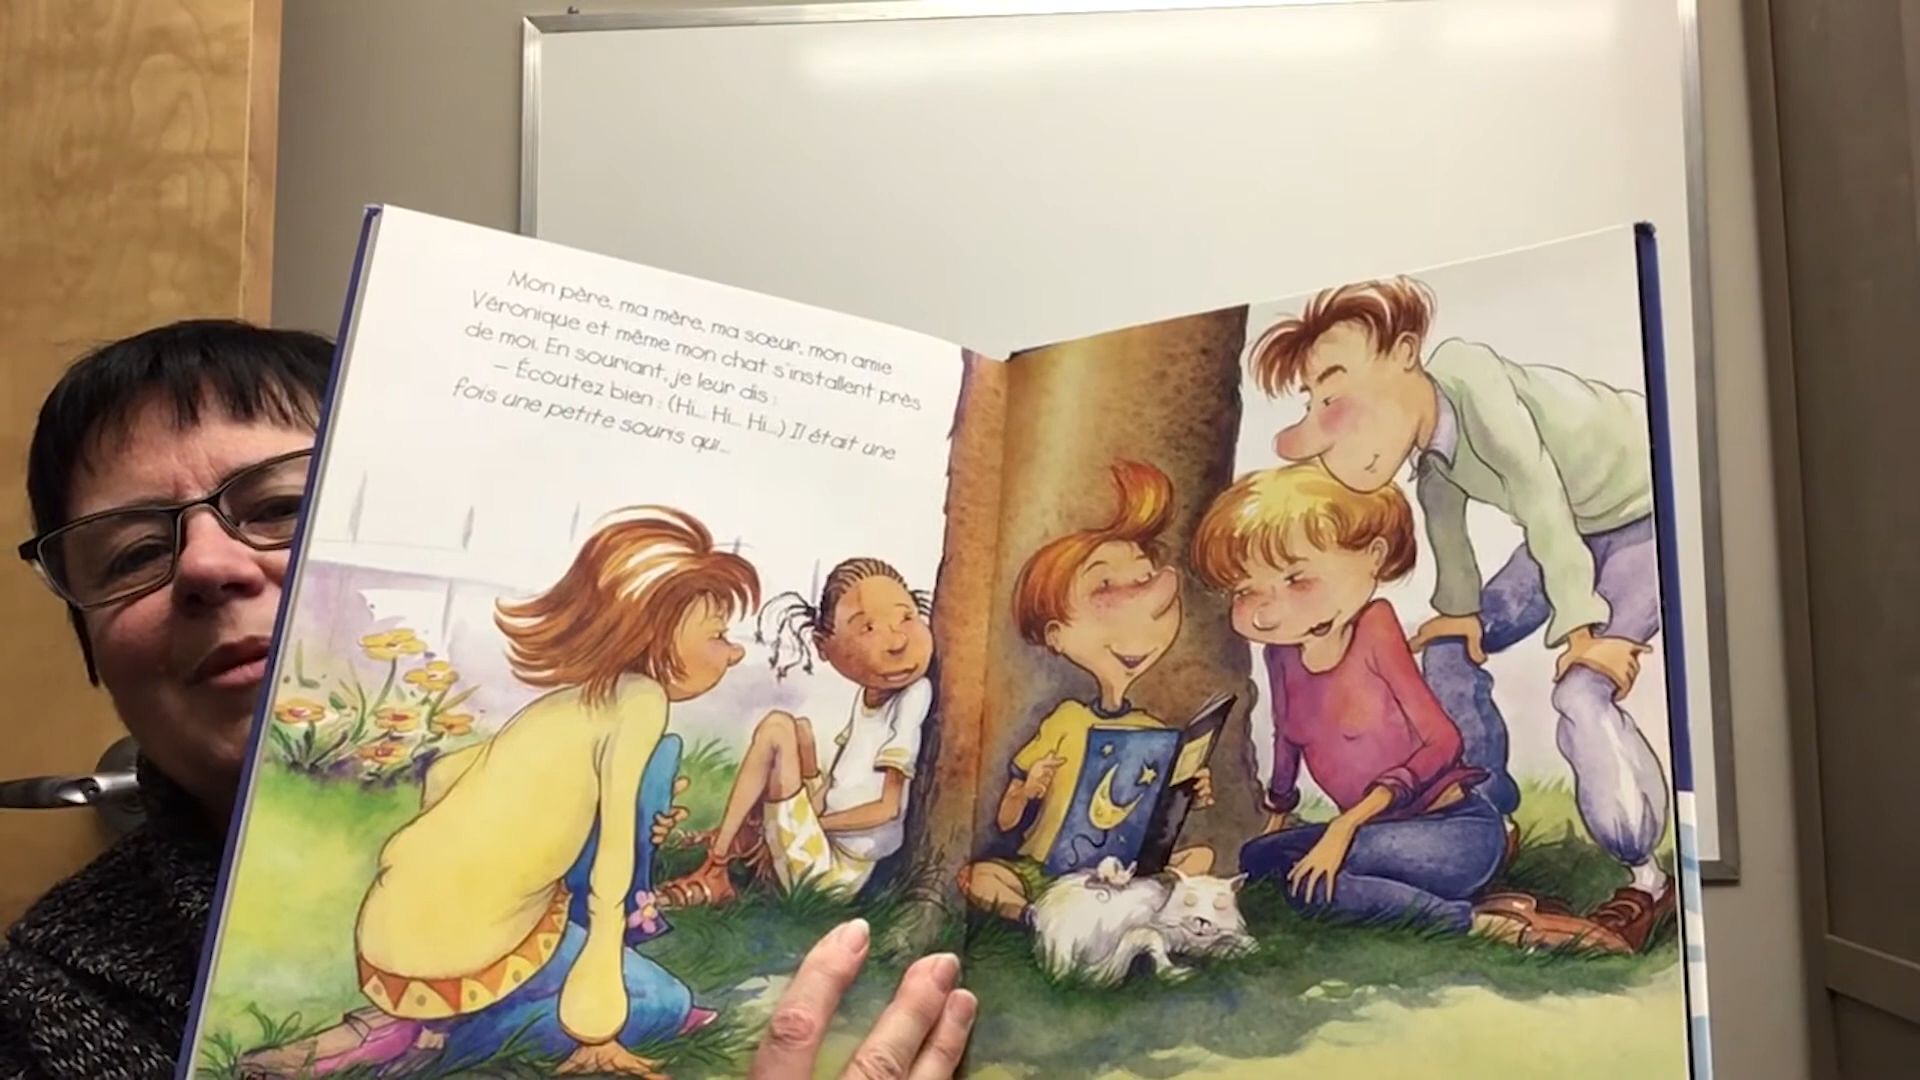 Mon père, ma mère, ma sœur, mon amie
Véronique et même mon chat s'installent près
de moi. En souriant, je leur dis :
– Écoutez bien : (Hi... Hi... Hi...) Il était une
fois une petite souris qui...